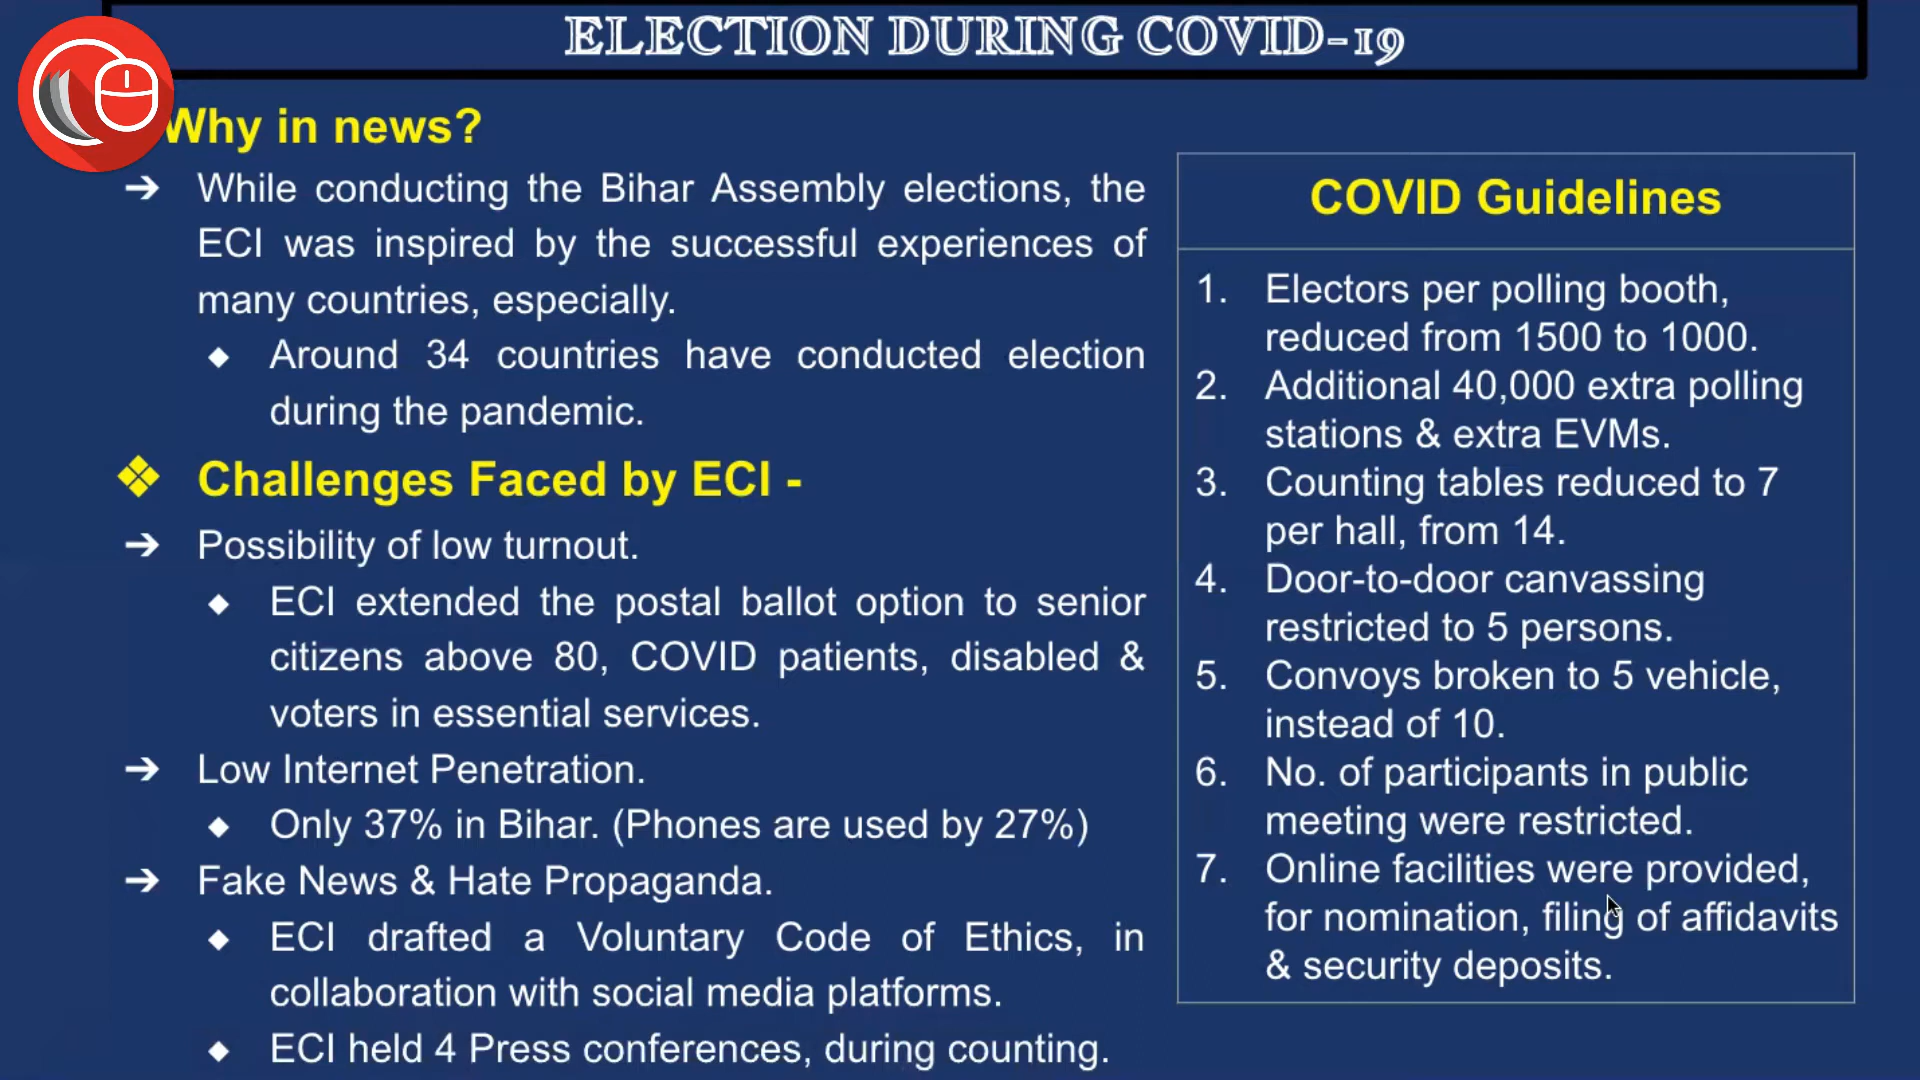 ELECTION DURING COVID-19
Why in news?
➔ While conducting the Bihar Assembly elections, the
ECI was inspired by the successful experiences of
many countries, especially.
◆ Around 34 countries have conducted election
during the pandemic.
❖ Challenges Faced by ECI -
➔ Possibility of low turnout.
◆ ECI extended the postal ballot option to senior
citizens above 80, COVID patients, disabled &
voters in essential services.
➔ Low Internet Penetration.
◆ Only 37% in Bihar. (Phones are used by 27%)
➔ Fake News & Hate Propaganda.
◆ ECI drafted a Voluntary Code of Ethics, in
collaboration with social media platforms.
◆ ECI held 4 Press conferences, during counting.
COVID Guidelines
1. Electors per polling booth,
reduced from 1500 to 1000.
2. Additional 40,000 extra polling
stations & extra EVMs.
3. Counting tables reduced to 7
per hall, from 14.
4. Door-to-door canvassing
restricted to 5 persons.
5. Convoys broken to 5 vehicle,
instead of 10.
6. No. of participants in public
meeting were restricted.
7. Online facilities were provided,
for nomination, filing of affidavits
& security deposits.